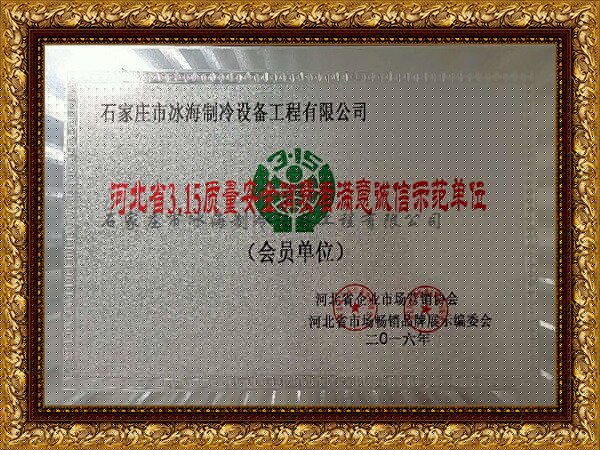 石家庄市冰海制冷设备工程有限公司
3·15
河北省3.15质量安全消费者满意诚信示范单位
石家庄市冰海制冷设备工程有限公司
（会员单位）
河北省企业市场营销协会
河北省市场畅销品牌展示编委会
二〇一六年